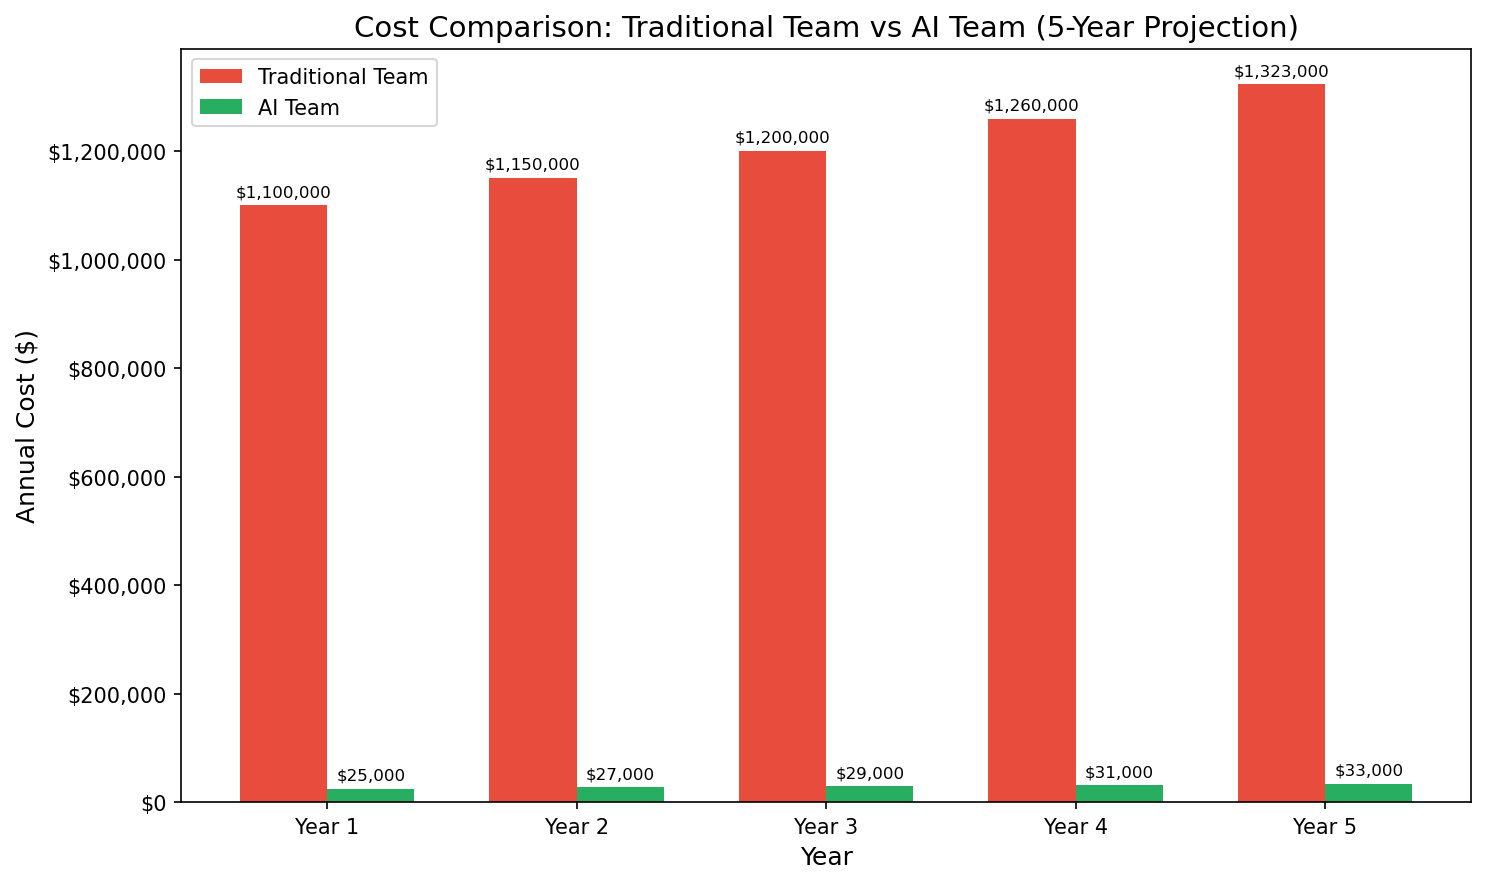 Cost Comparison: Traditional Team vs AI Team (5-Year Projection)
Traditional Team
AI Team
Annual Cost ($)
$1,200,000
$1,000,000
$800,000
$600,000
$400,000
$200,000
$0
$1,100,000
$25,000
$1,150,000
$27,000
$1,200,000
$29,000
$1,260,000
$31,000
$1,323,000
$33,000
Year 1
Year 2
Year 3
Year 4
Year 5
Year